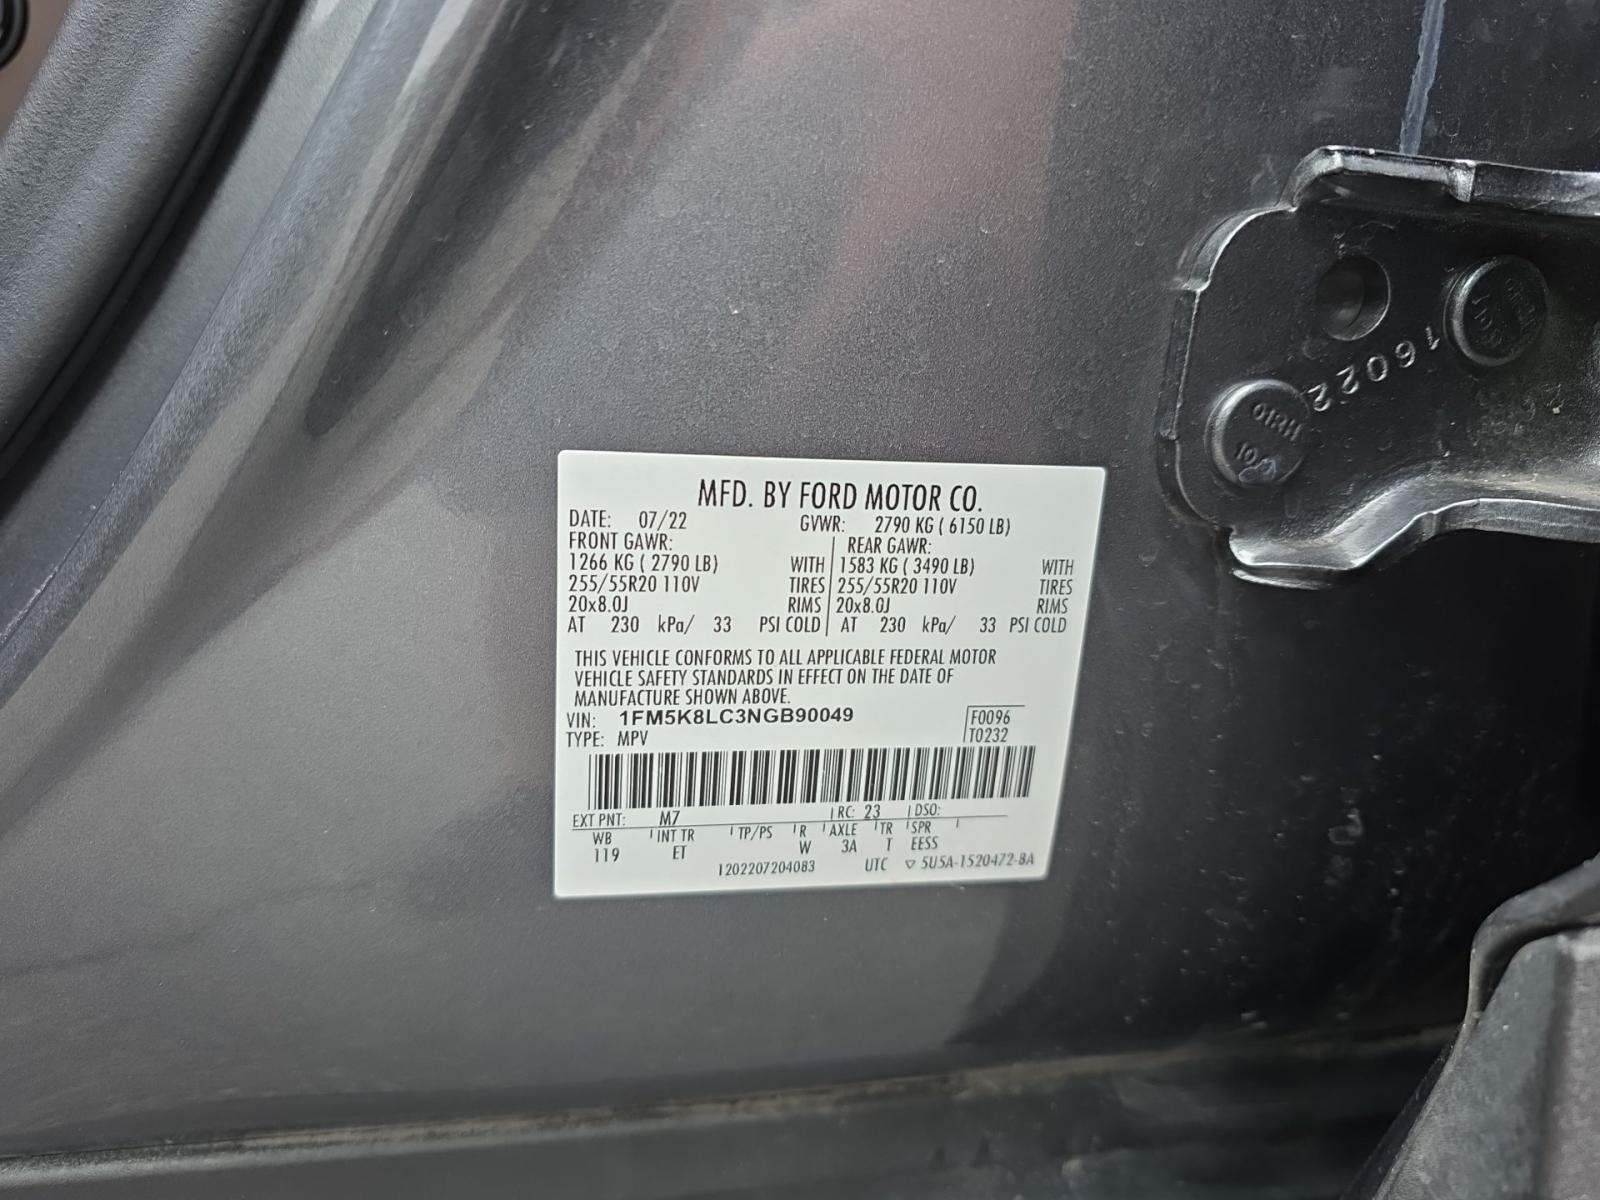 MFD. BY FORD MOTOR CO.
DATE: 07/22 GVWR: 2790 KG ( 6150 LB)
FRONT GAWR: REAR GAWR:
1266 KG ( 2790 LB) WITH 1583 KG ( 3490 LB) WITH
255/55R20 110V TIRES 255/55R20 110V TIRES
20x8.0J RIMS 20x8.0J RIMS
AT 230 kPa/ 33 PSI COLD AT 230 kPa/ 33 PSI COLD
THIS VEHICLE CONFORMS TO ALL APPLICABLE FEDERAL MOTOR
VEHICLE SAFETY STANDARDS IN EFFECT ON THE DATE OF
MANUFACTURE SHOWN ABOVE.
VIN: 1FM5K8LC3NGB90049 F0096
TYPE: MPV T0232
EXT PNT: M7 RC: 23 DSO:
WB INT TR TP/PS R AXLE TR SPR
119 ET W 3A T EESS
1202207204083 UTC ▽ 5U5A-1520472-BA
16022
01RH
10